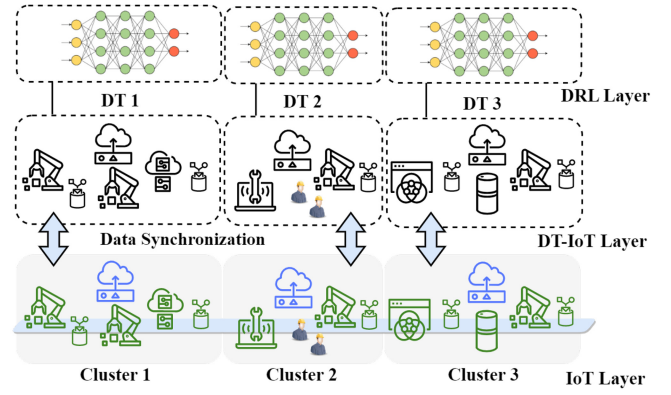 DT 1
DT 2
DT 3
DRL Layer
Data Synchronization
DT-IoT Layer
Cluster 1
Cluster 2
Cluster 3
IoT Layer